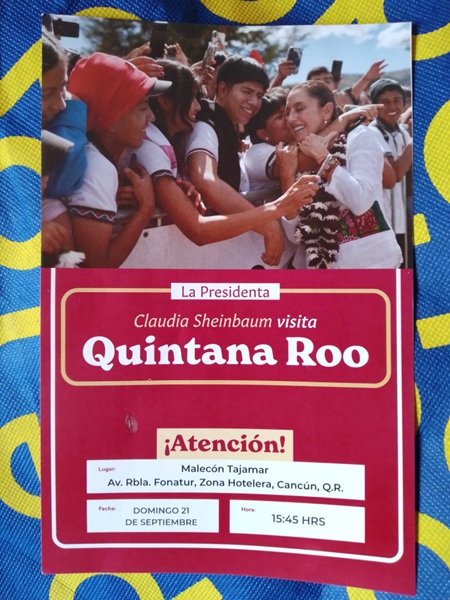 La Presidenta
Claudia Sheinbaum visita
Quintana Roo
¡Atención!
Lugar:
Malecón Tajamar
Av. Rbla. Fonatur, Zona Hotelera, Cancún, Q.R.
Fecha:
DOMINGO 21
DE SEPTIEMBRE
Hora:
15:45 HRS